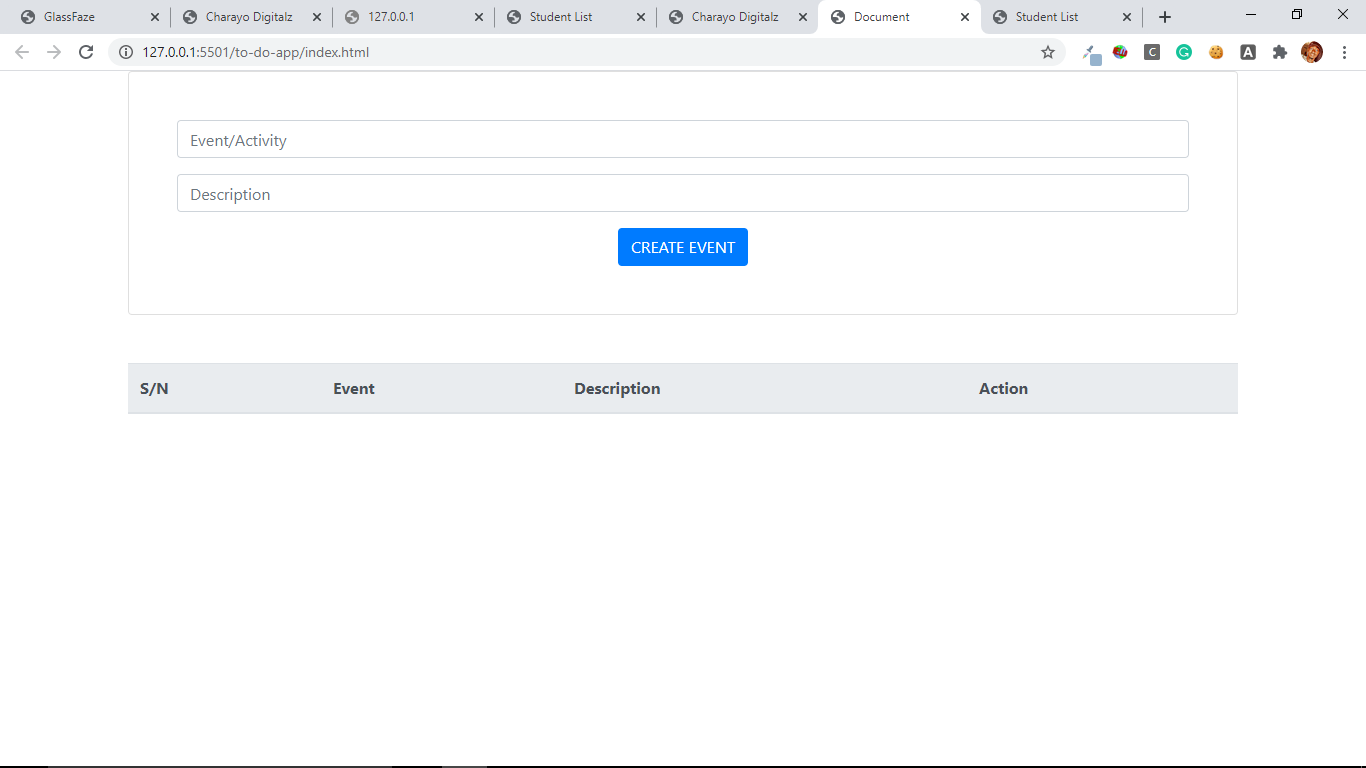 GlassFaze Charayo Digitalz 127.0.0.1 Student List Charayo Digitalz Document Student List
127.0.0.1:5501/to-do-app/index.html
C G A
Event/Activity
Description
CREATE EVENT
S/N Event Description Action